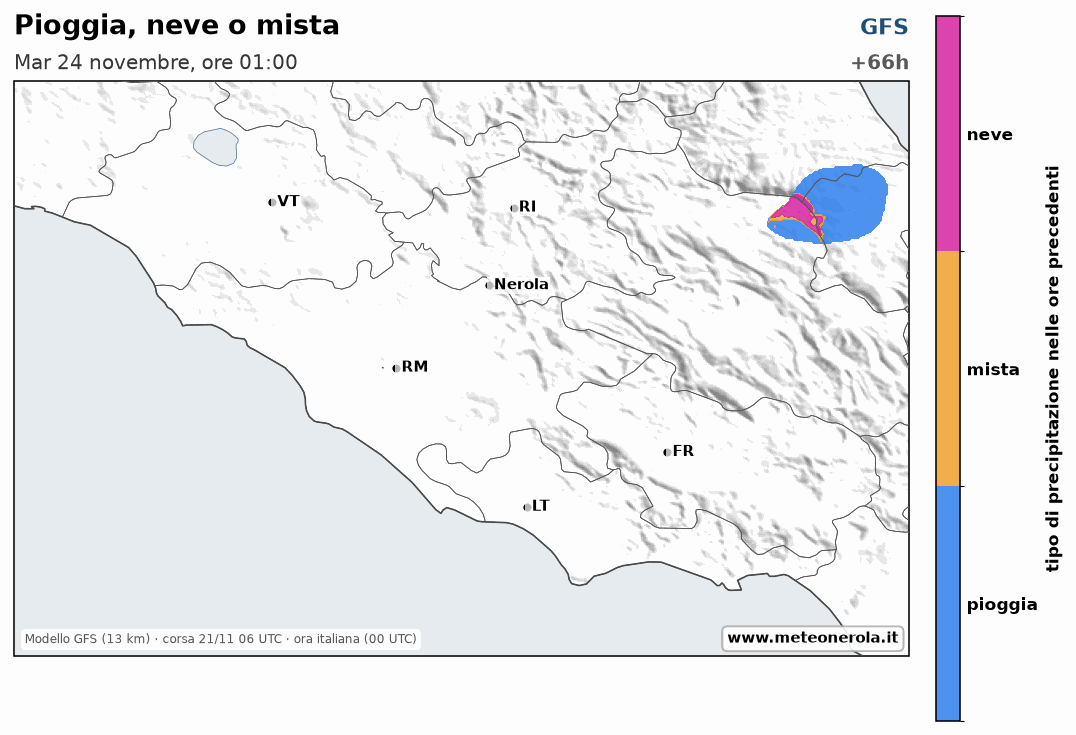 Pioggia, neve o mista
GFS
Mar 24 novembre, ore 01:00
+66h
neve
VT
RI
Nerola
RM
mista
FR
LT
pioggia
tipo di precipitazione nelle ore precedenti
Modello GFS (13 km) · corsa 21/11 06 UTC · ora italiana (00 UTC)
www.meteonerola.it